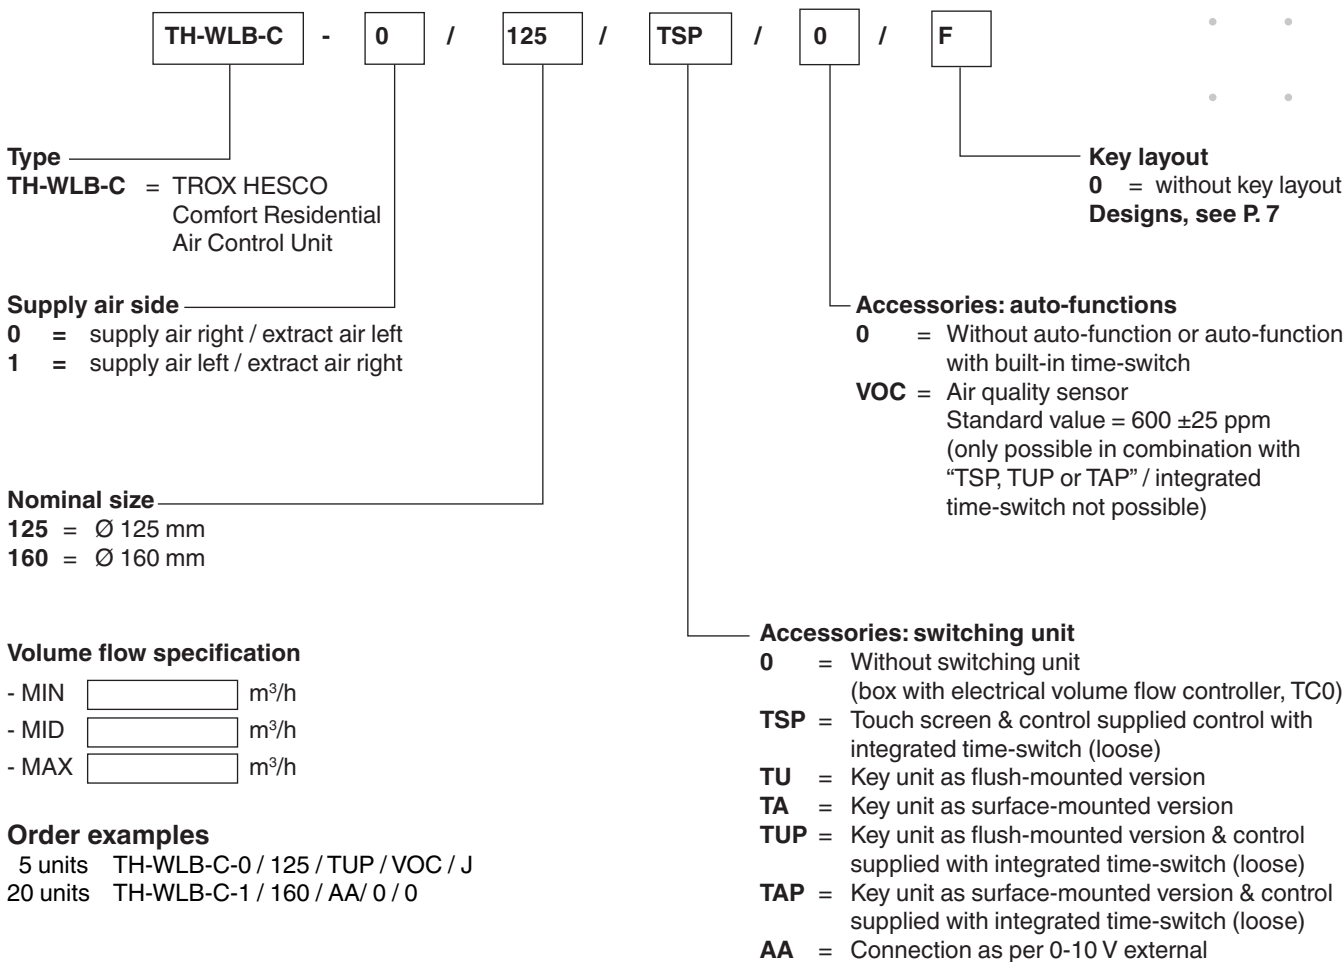 TH-WLB-C - 0 / 125 / TSP / 0 / F
Type
TH-WLB-C = TROX HESCO
Comfort Residential
Air Control Unit
Key layout
0 = without key layout
Designs, see P. 7
Supply air side
0 = supply air right / extract air left
1 = supply air left / extract air right
Accessories: auto-functions
0 = Without auto-function or auto-function
with built-in time-switch
VOC = Air quality sensor
Standard value = 600 ±25 ppm
(only possible in combination with
“TSP, TUP or TAP” / integrated
time-switch not possible)
Nominal size
125 = Ø 125 mm
160 = Ø 160 mm
Volume flow specification
- MIN m³/h
- MID m³/h
- MAX m³/h
Order examples
5 units TH-WLB-C-0 / 125 / TUP / VOC / J
20 units TH-WLB-C-1 / 160 / AA/ 0 / 0
Accessories: switching unit
0 = Without switching unit
(box with electrical volume flow controller, TC0)
TSP = Touch screen & control supplied control with
integrated time-switch (loose)
TU = Key unit as flush-mounted version
TA = Key unit as surface-mounted version
TUP = Key unit as flush-mounted version & control
supplied with integrated time-switch (loose)
TAP = Key unit as surface-mounted version & control
supplied with integrated time-switch (loose)
AA = Connection as per 0-10 V external